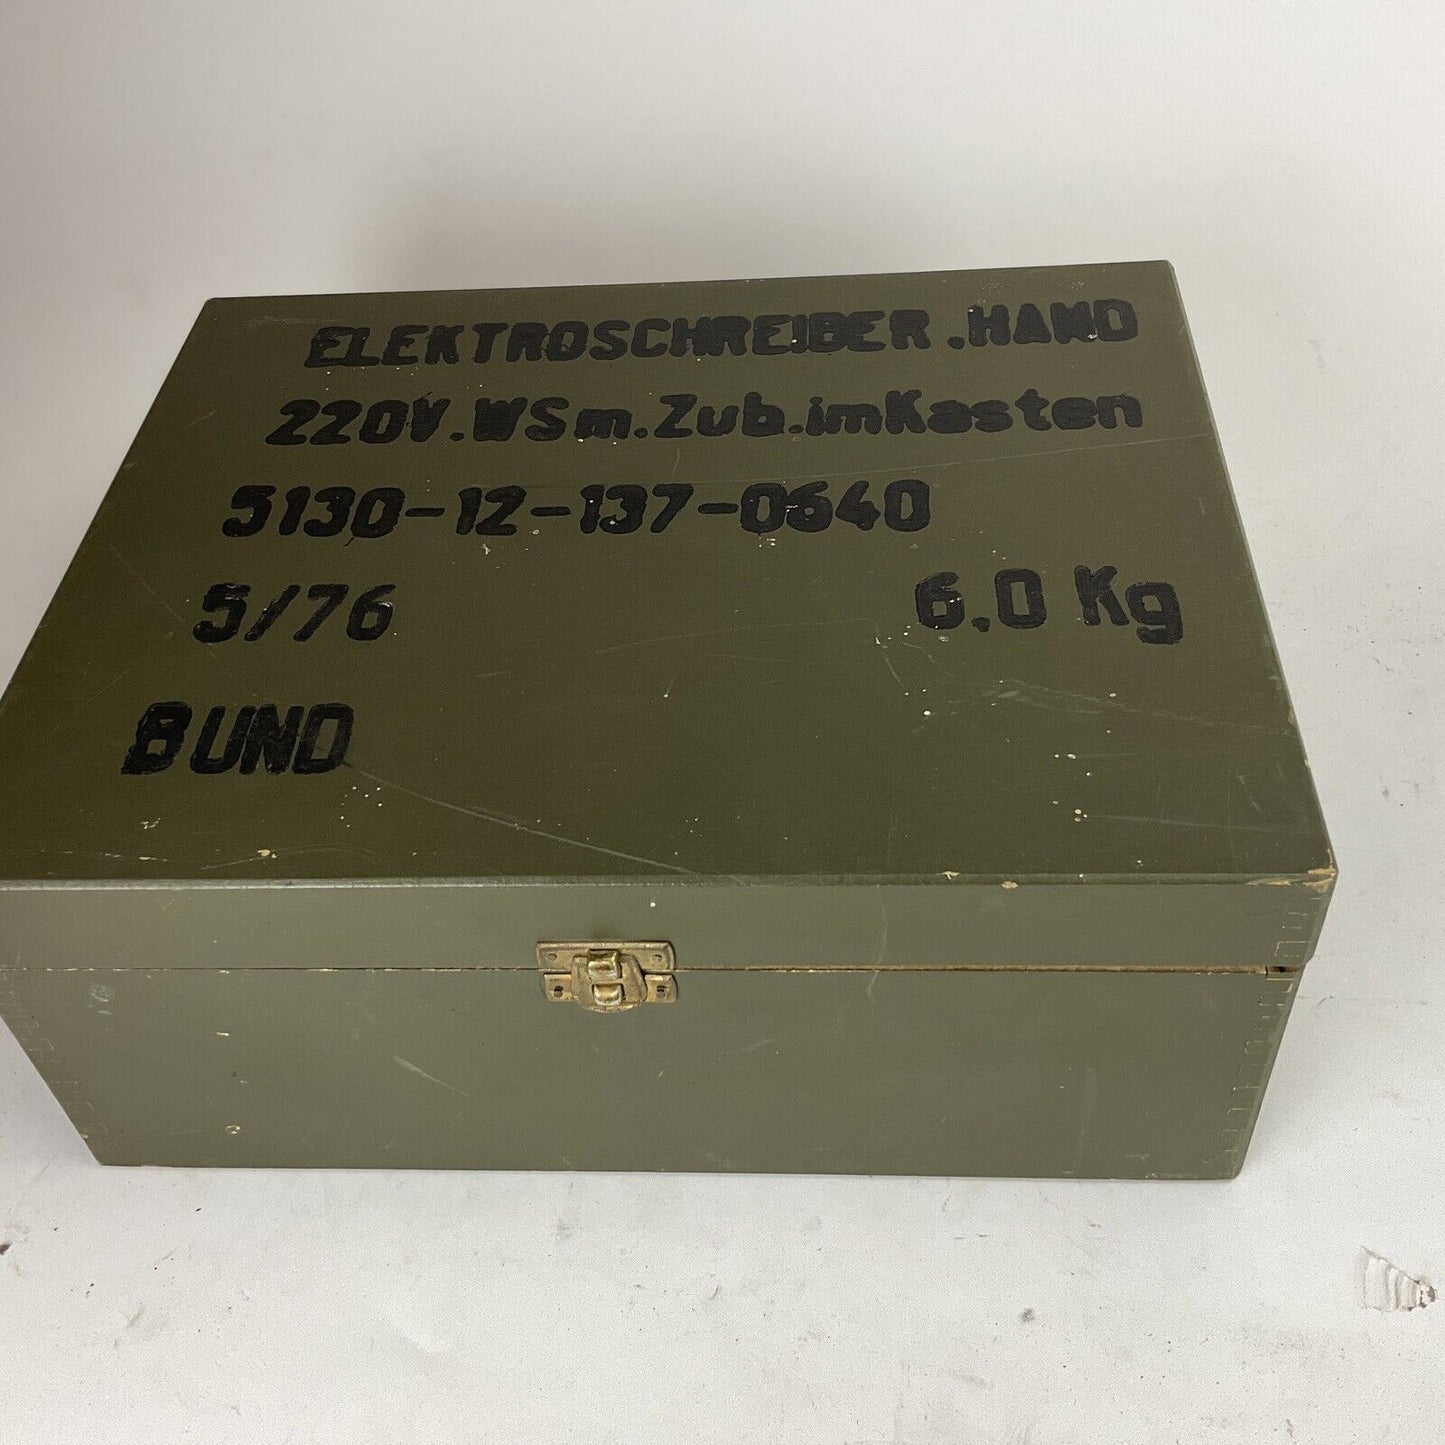 ELEKTROSCHREIBER.HAND
220V.WSm.Zub.imKasten
5130-12-137-0640
5/76 6.0 Kg
BUND